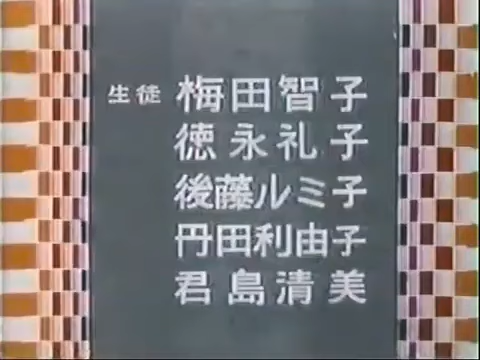 生徒 梅田智子
徳永礼子
後藤ルミ子
丹田利由子
君島清美